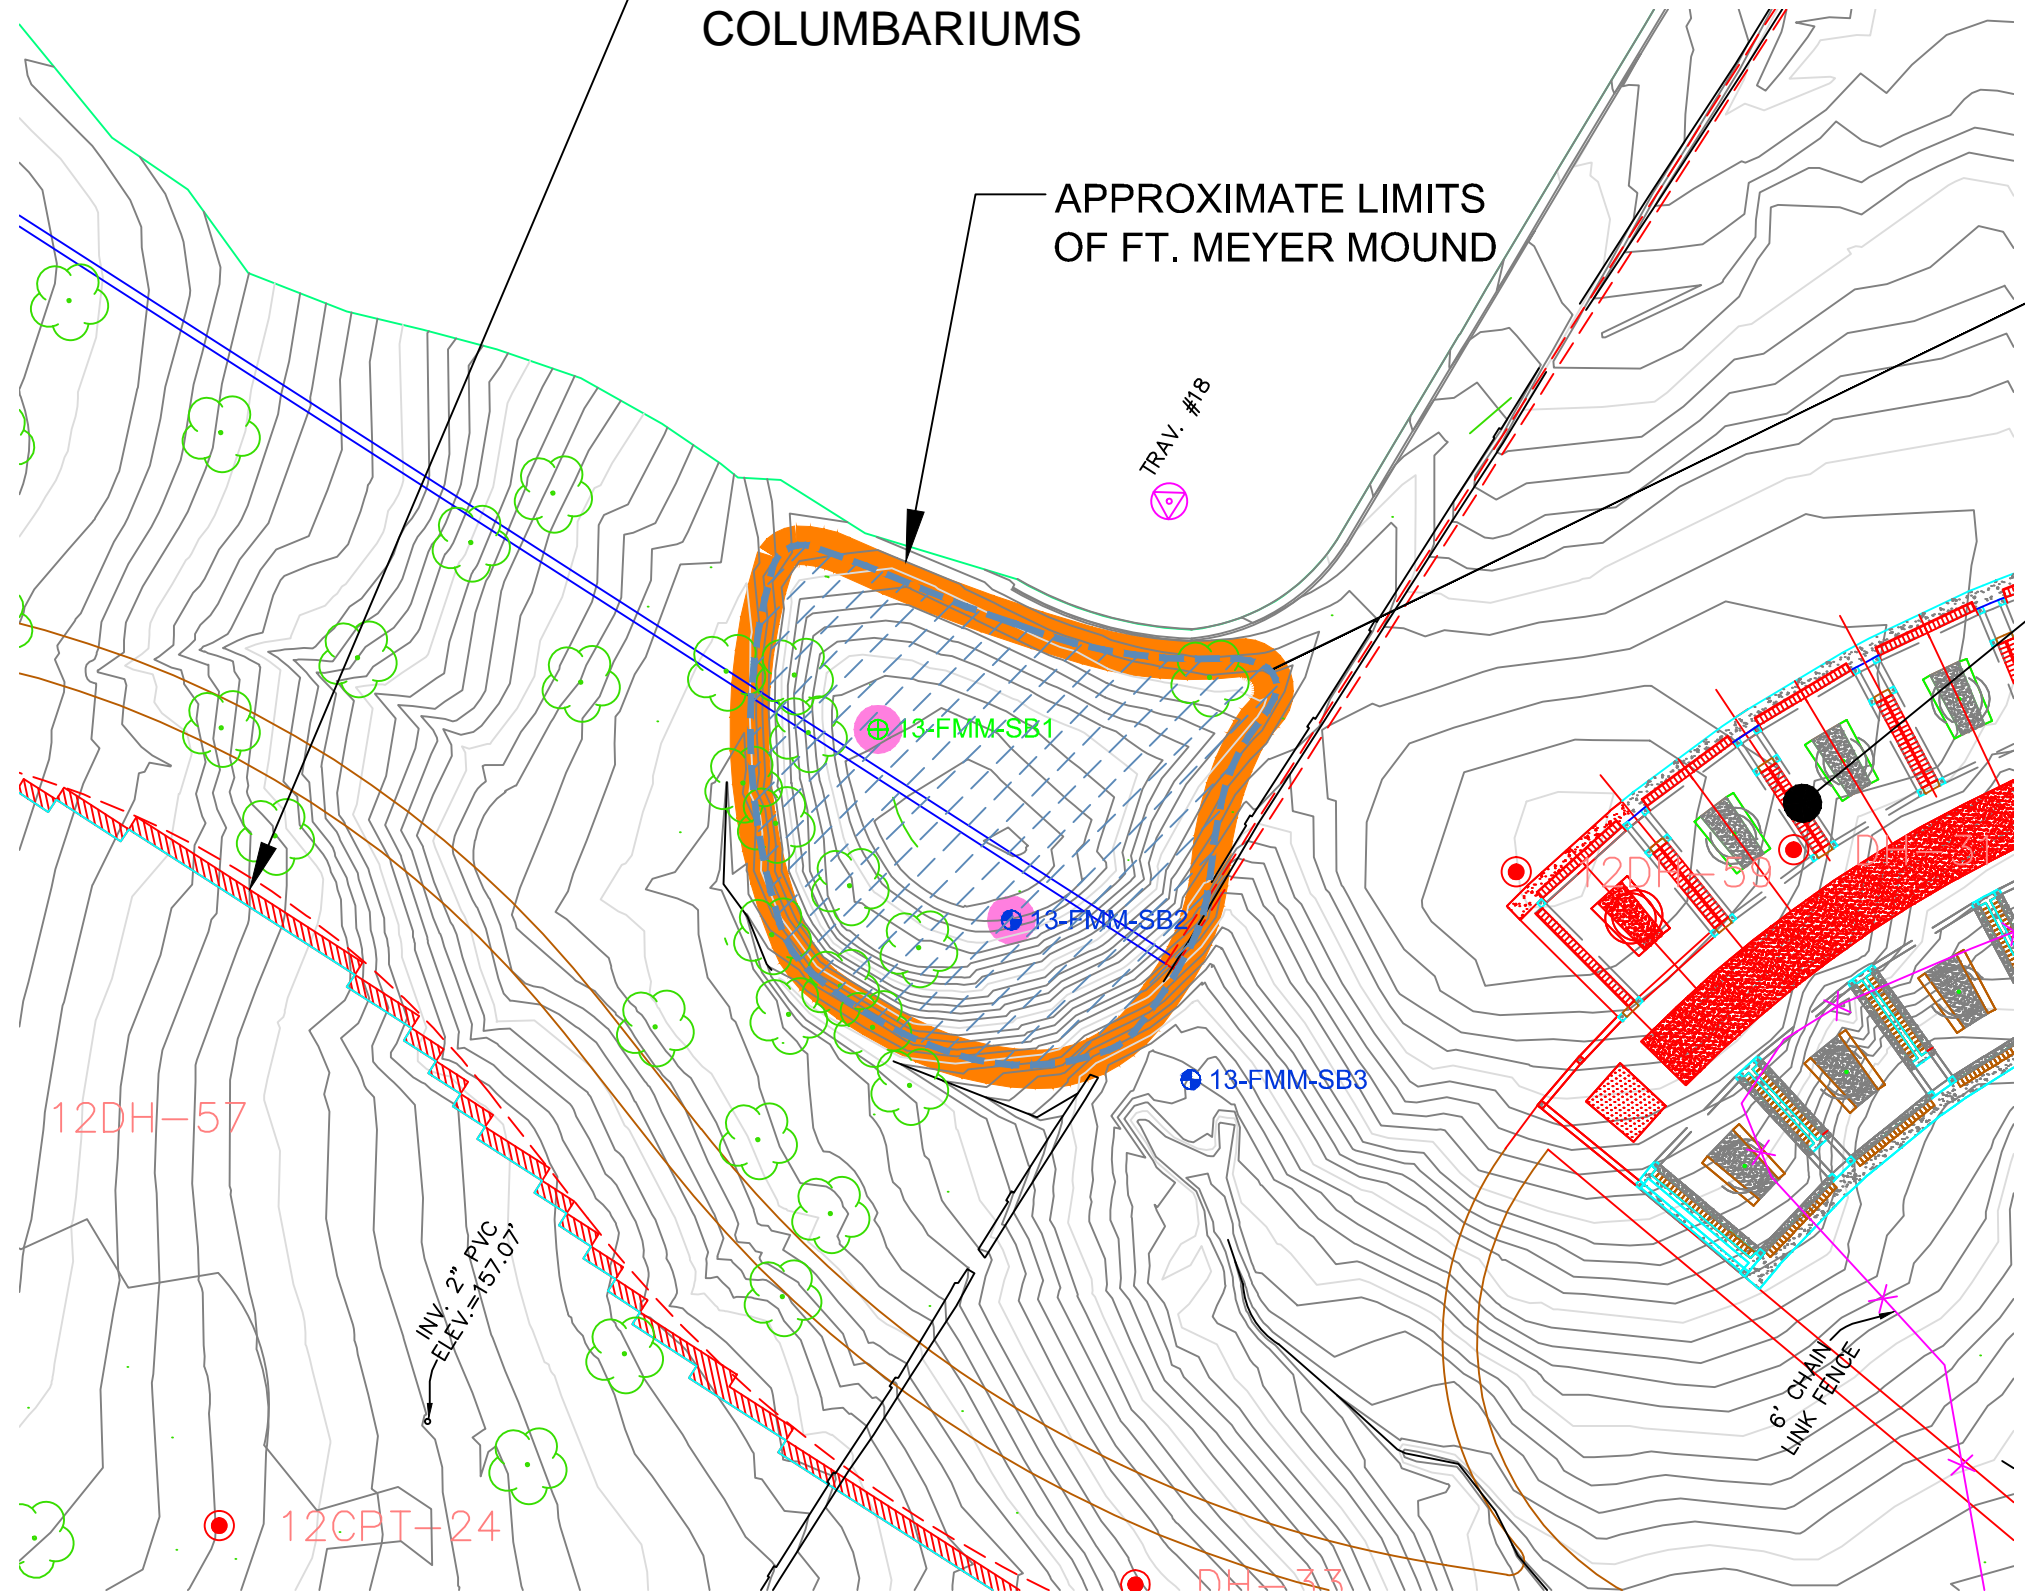 COLUMBARIUMS
APPROXIMATE LIMITS
OF FT. MEYER MOUND
TRAV. #18
13-FMM-SB1
12DH-59
DH-31
13-FMM-SB2
13-FMM-SB3
12DH-57
INV. 2" PVC
ELEV.=157.07'
6' CHAIN
LINK FENCE
12CPT-24
DH-33